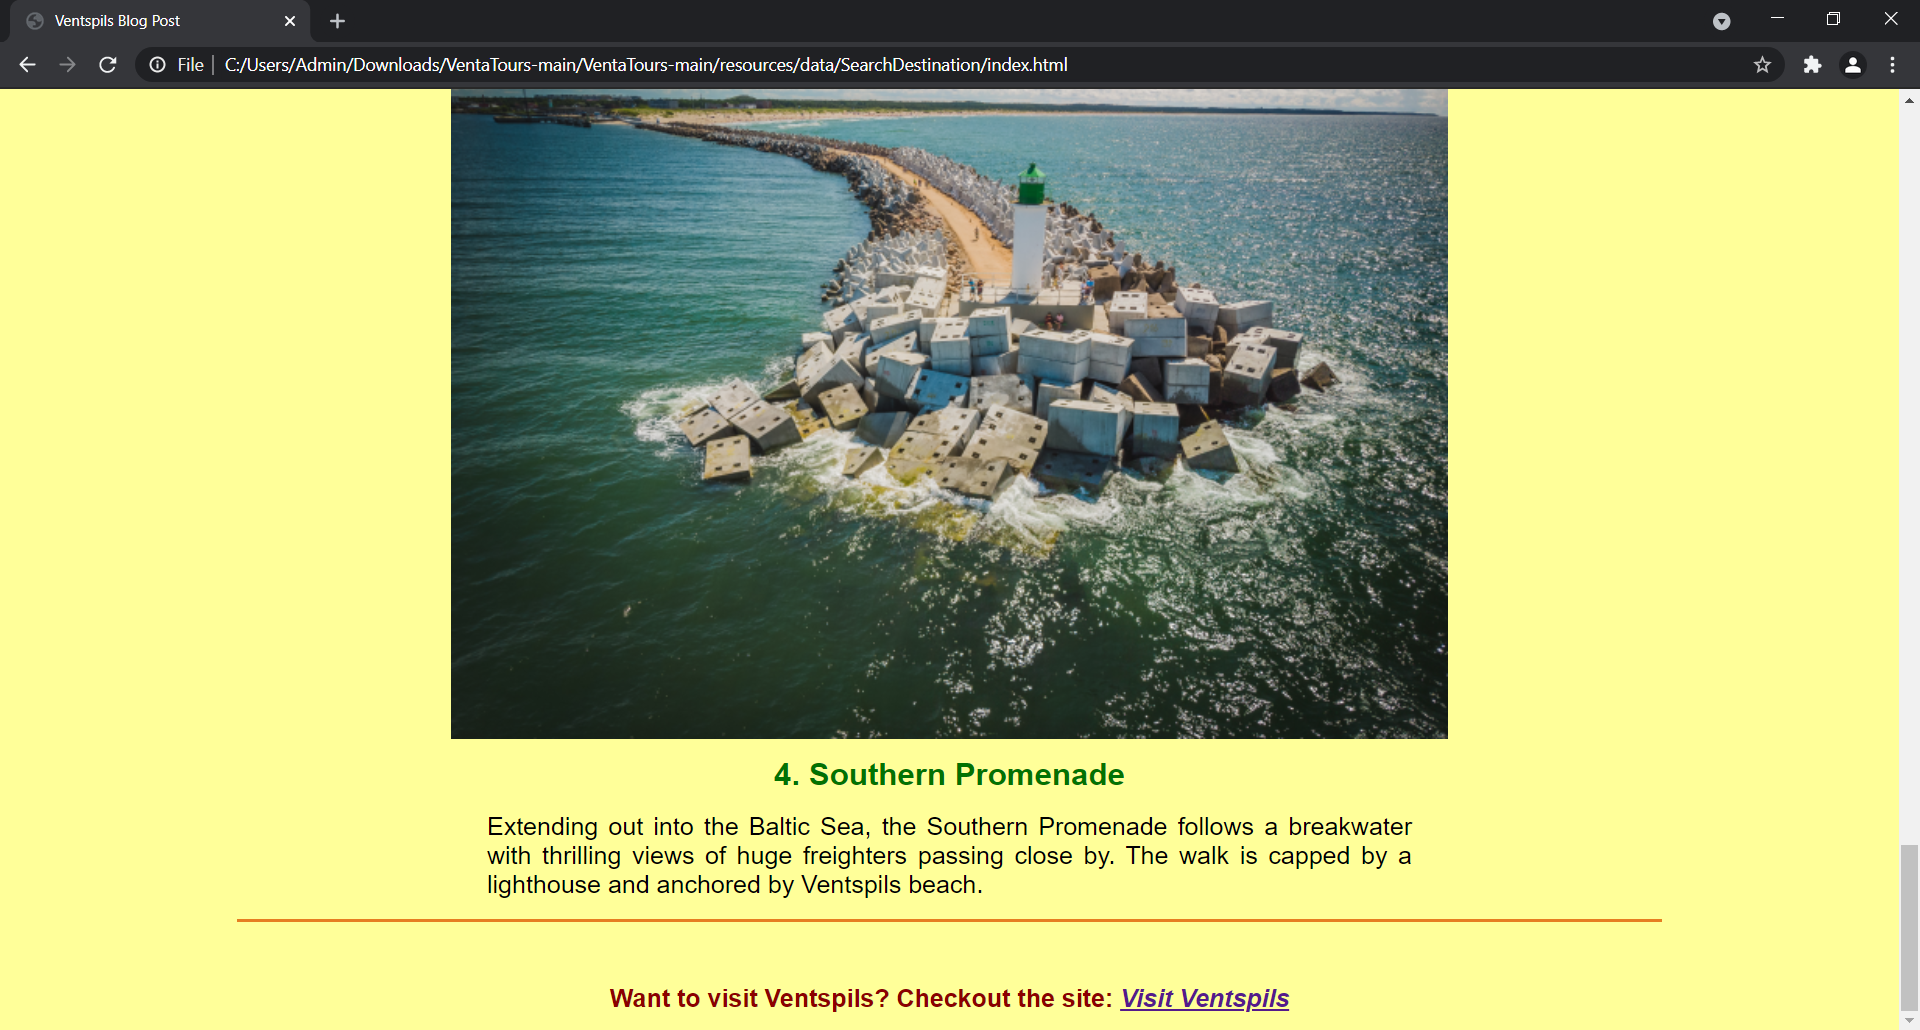 Ventspils Blog Post
File
C:/Users/Admin/Downloads/VentaTours-main/VentaTours-main/resources/data/SearchDestination/index.html
4. Southern Promenade
Extending out into the Baltic Sea, the Southern Promenade follows a breakwater
with thrilling views of huge freighters passing close by. The walk is capped by a
lighthouse and anchored by Ventspils beach.
Want to visit Ventspils? Checkout the site: Visit Ventspils